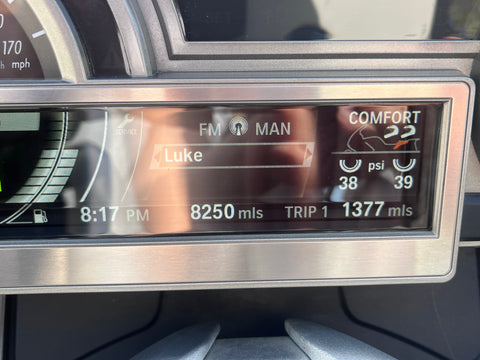 170
mph
SERVICE
FM MAN
COMFORT
Luke
psi
38 39
8:17 PM 8250 mls TRIP 1 1377 mls